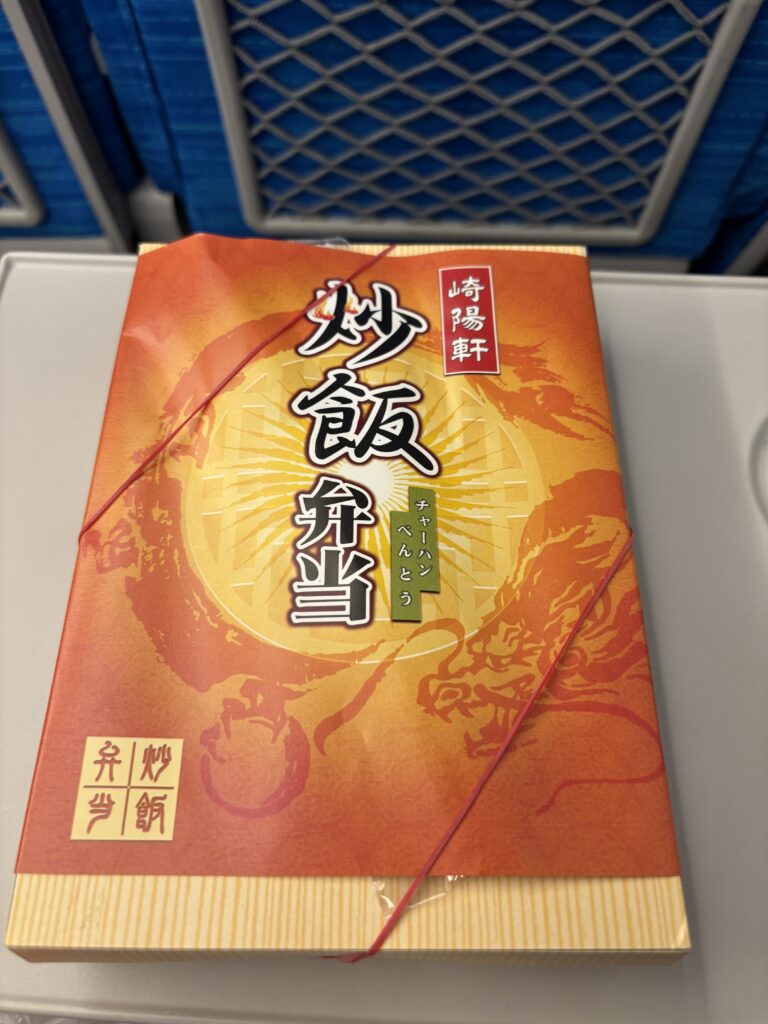 崎陽軒
炒飯弁当
チャーハン
べんとう
炒飯
弁当